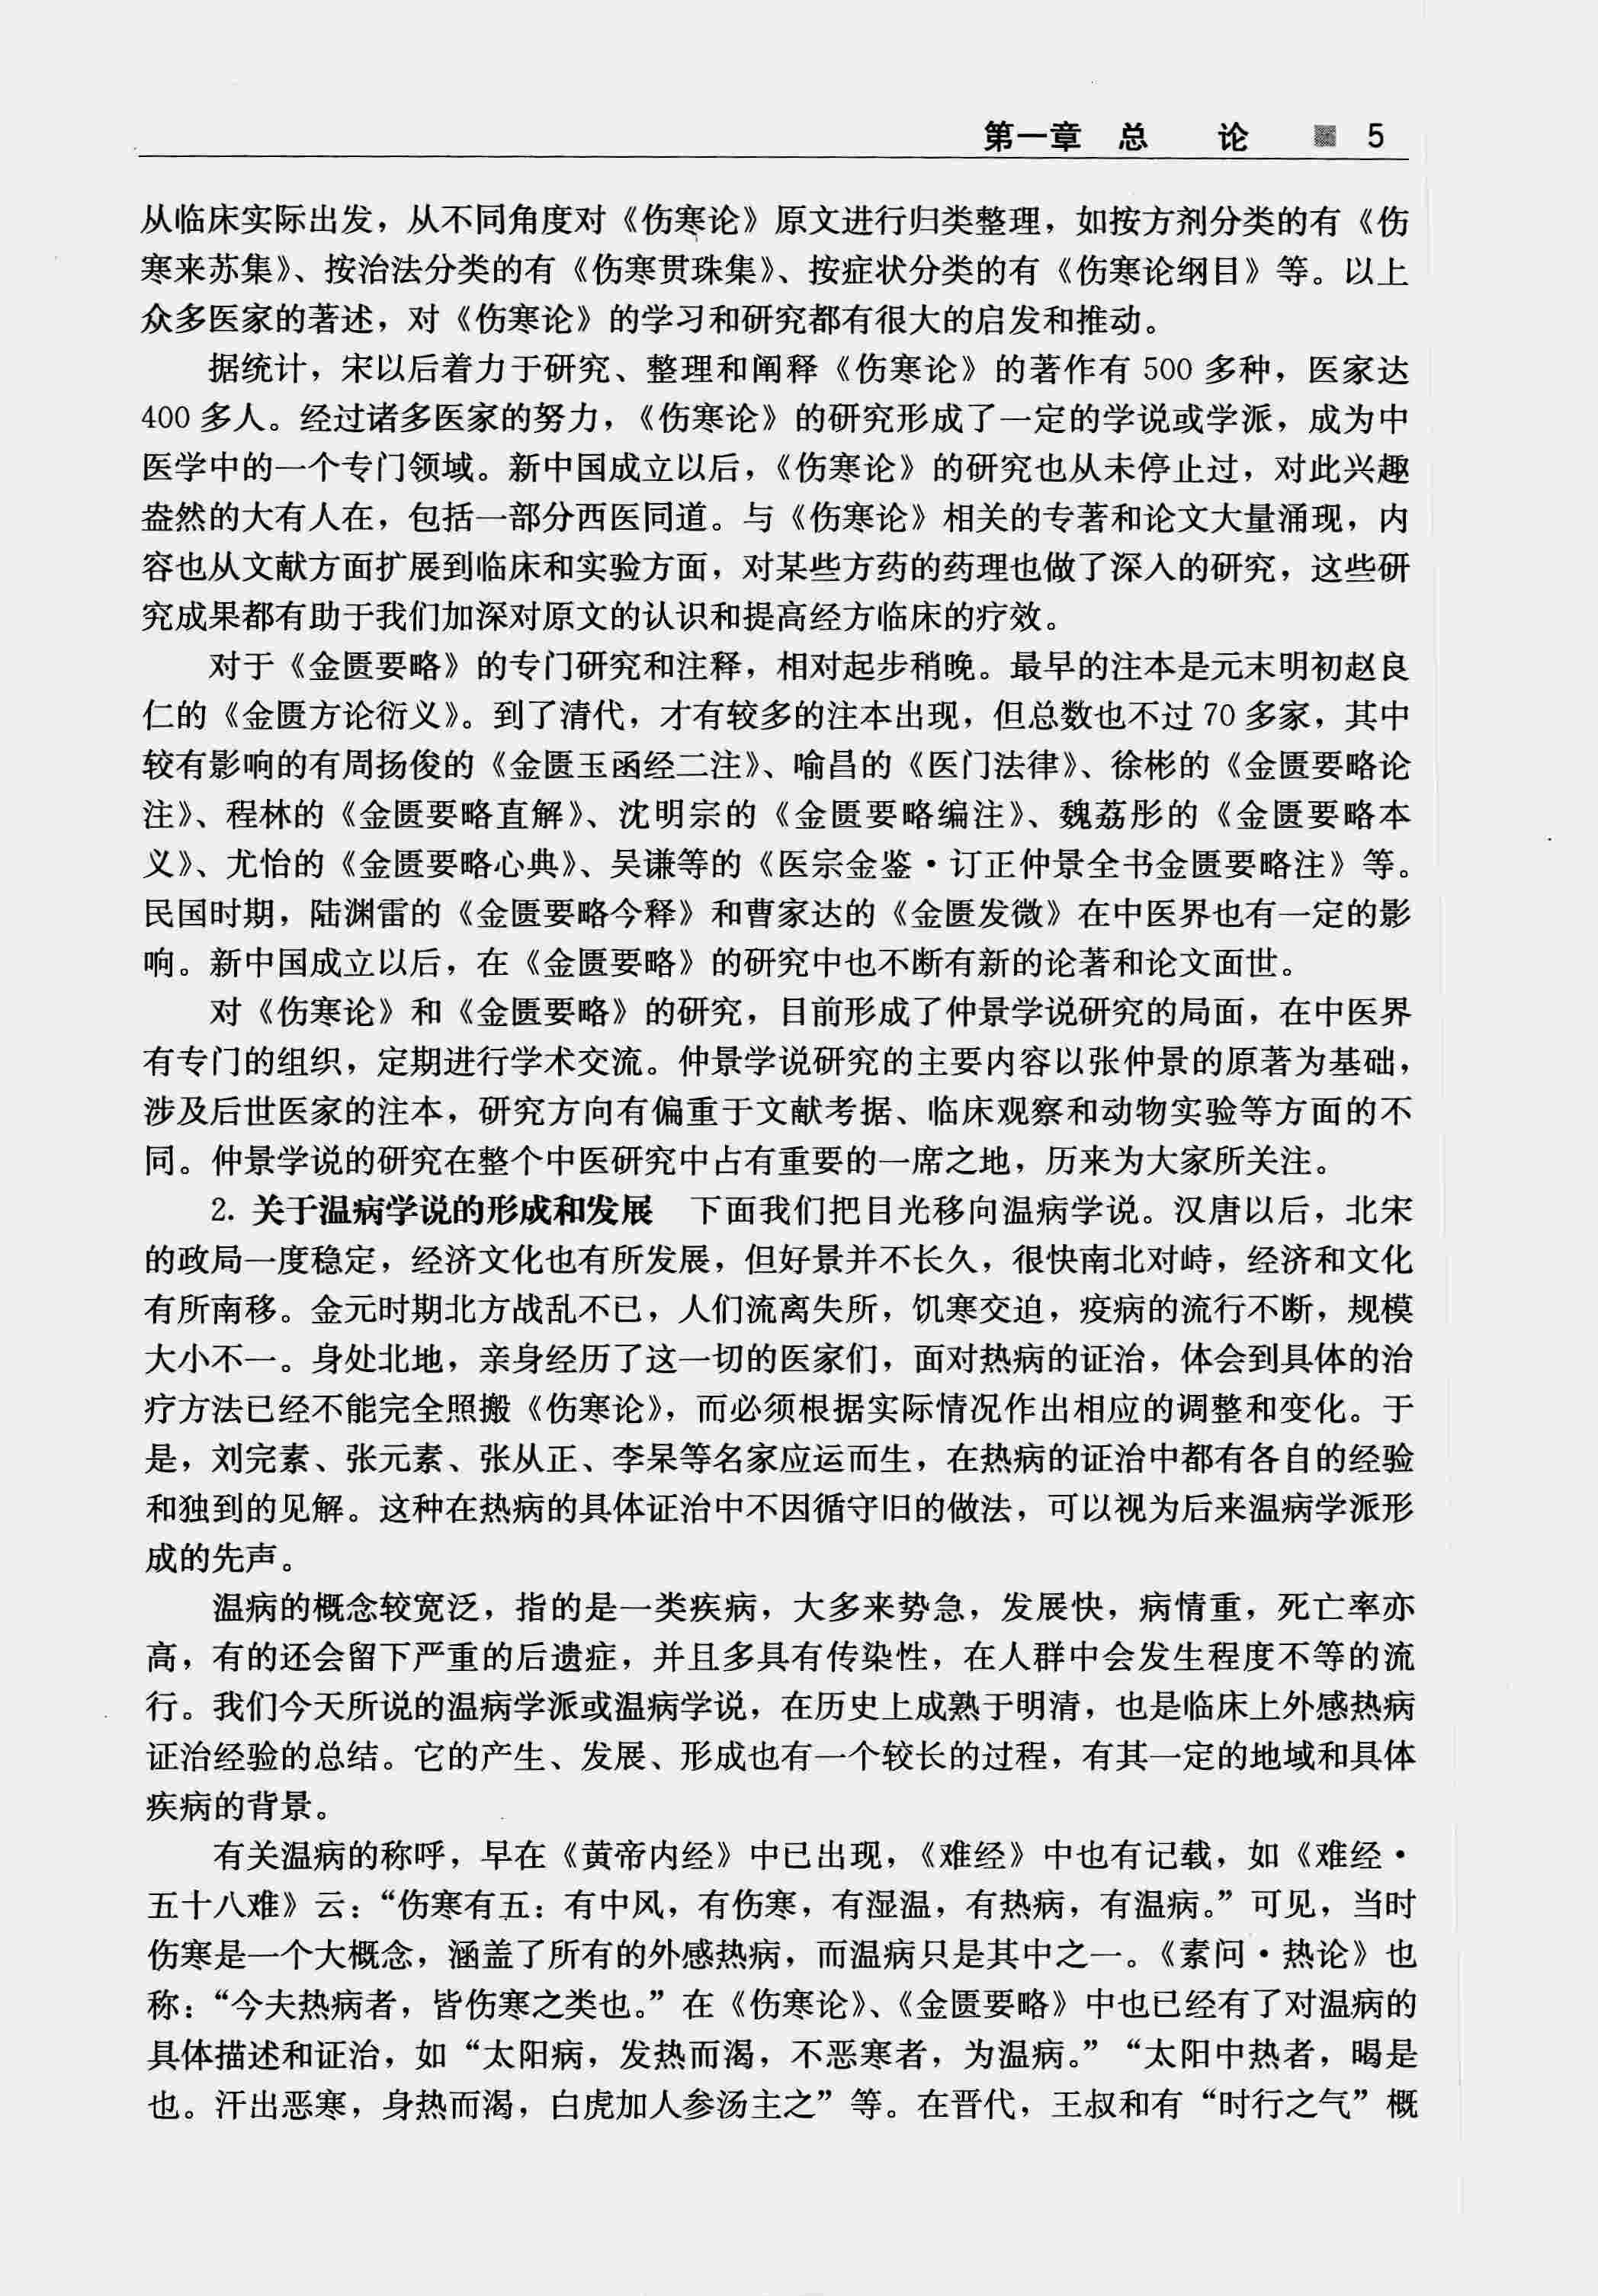 第一章 总 论 ■ 5
从临床实际出发，从不同角度对《伤寒论》原文进行归类整理，如按方剂分类的有《伤
寒来苏集》、按治法分类的有《伤寒贯珠集》、按症状分类的有《伤寒论纲目》等。以上
众多医家的著述，对《伤寒论》的学习和研究都有很大的启发和推动。
据统计，宋以后着力于研究、整理和阐释《伤寒论》的著作有 500 多种，医家达
400 多人。经过诸多医家的努力，《伤寒论》的研究形成了一定的学说或学派，成为中
医学中的一个专门领域。新中国成立以后，《伤寒论》的研究也从未停止过，对此兴趣
盎然的大有人在，包括一部分西医同道。与《伤寒论》相关的专著和论文大量涌现，内
容也从文献方面扩展到临床和实验方面，对某些方药的药理也做了深入的研究，这些研
究成果都有助于我们加深对原文的认识和提高经方临床的疗效。
对于《金匮要略》的专门研究和注释，相对起步稍晚。最早的注本是元末明初赵良
仁的《金匮方论衍义》。到了清代，才有较多的注本出现，但总数也不过 70 多家，其中
较有影响的有周扬俊的《金匮玉函经二注》、喻昌的《医门法律》、徐彬的《金匮要略论
注》、程林的《金匮要略直解》、沈明宗的《金匮要略编注》、魏荔彤的《金匮要略本
义》、尤怡的《金匮要略心典》、吴谦等的《医宗金鉴·订正仲景全书金匮要略注》等。
民国时期，陆渊雷的《金匮要略今释》和曹家达的《金匮发微》在中医界也有一定的影
响。新中国成立以后，在《金匮要略》的研究中也不断有新的论著和论文面世。
对《伤寒论》和《金匮要略》的研究，目前形成了仲景学说研究的局面，在中医界
有专门的组织，定期进行学术交流。仲景学说研究的主要内容以张仲景的原著为基础，
涉及后世医家的注本，研究方向有偏重于文献考据、临床观察和动物实验等方面的不
同。仲景学说的研究在整个中医研究中占有重要的一席之地，历来为大家所关注。
2. 关于温病学说的形成和发展 下面我们把目光移向温病学说。汉唐以后，北宋
的政局一度稳定，经济文化也有所发展，但好景并不长久，很快南北对峙，经济和文化
有所南移。金元时期北方战乱不已，人们流离失所，饥寒交迫，疫病的流行不断，规模
大小不一。身处北地，亲身经历了这一切的医家们，面对热病的证治，体会到具体的治
疗方法已经不能完全照搬《伤寒论》，而必须根据实际情况作出相应的调整和变化。于
是，刘完素、张元素、张从正、李杲等名家应运而生，在热病的证治中都有各自的经验
和独到的见解。这种在热病的具体证治中不因循守旧的做法，可以视为后来温病学派形
成的先声。
温病的概念较宽泛，指的是一类疾病，大多来势急，发展快，病情重，死亡率亦
高，有的还会留下严重的后遗症，并且多具有传染性，在人群中会发生程度不等的流
行。我们今天所说的温病学派或温病学说，在历史上成熟于明清，也是临床上外感热病
证治经验的总结。它的产生、发展、形成也有一个较长的过程，有其一定的地域和具体
疾病的背景。
有关温病的称呼，早在《黄帝内经》中已出现，《难经》中也有记载，如《难经·
五十八难》云：“伤寒有五：有中风，有伤寒，有湿温，有热病，有温病。”可见，当时
伤寒是一个大概念，涵盖了所有的外感热病，而温病只是其中之一。《素问·热论》也
称：“今夫热病者，皆伤寒之类也。”在《伤寒论》、《金匮要略》中也已经有了对温病的
具体描述和证治，如“太阳病，发热而渴，不恶寒者，为温病。”“太阳中热者，暍是
也。汗出恶寒，身热而渴，白虎加人参汤主之”等。在晋代，王叔和有“时行之气”概